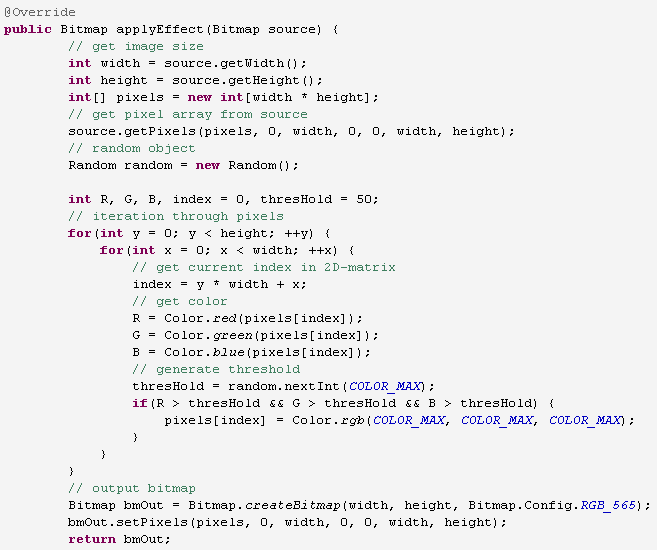 @Override
public Bitmap applyEffect(Bitmap source) {
        // get image size
        int width = source.getWidth();
        int height = source.getHeight();
        int[] pixels = new int[width * height];
        // get pixel array from source
        source.getPixels(pixels, 0, width, 0, 0, width, height);
        // random object
        Random random = new Random();

        int R, G, B, index = 0, thresHold = 50;
        // iteration through pixels
        for(int y = 0; y < height; ++y) {
            for(int x = 0; x < width; ++x) {
                // get current index in 2D-matrix
                index = y * width + x;
                // get color
                R = Color.red(pixels[index]);
                G = Color.green(pixels[index]);
                B = Color.blue(pixels[index]);
                // generate threshold
                thresHold = random.nextInt(COLOR_MAX);
                if(R > thresHold && G > thresHold && B > thresHold) {
                    pixels[index] = Color.rgb(COLOR_MAX, COLOR_MAX, COLOR_MAX);
                }
            }
        }
        // output bitmap
        Bitmap bmOut = Bitmap.createBitmap(width, height, Bitmap.Config.RGB_565);
        bmOut.setPixels(pixels, 0, width, 0, 0, width, height);
        return bmOut;